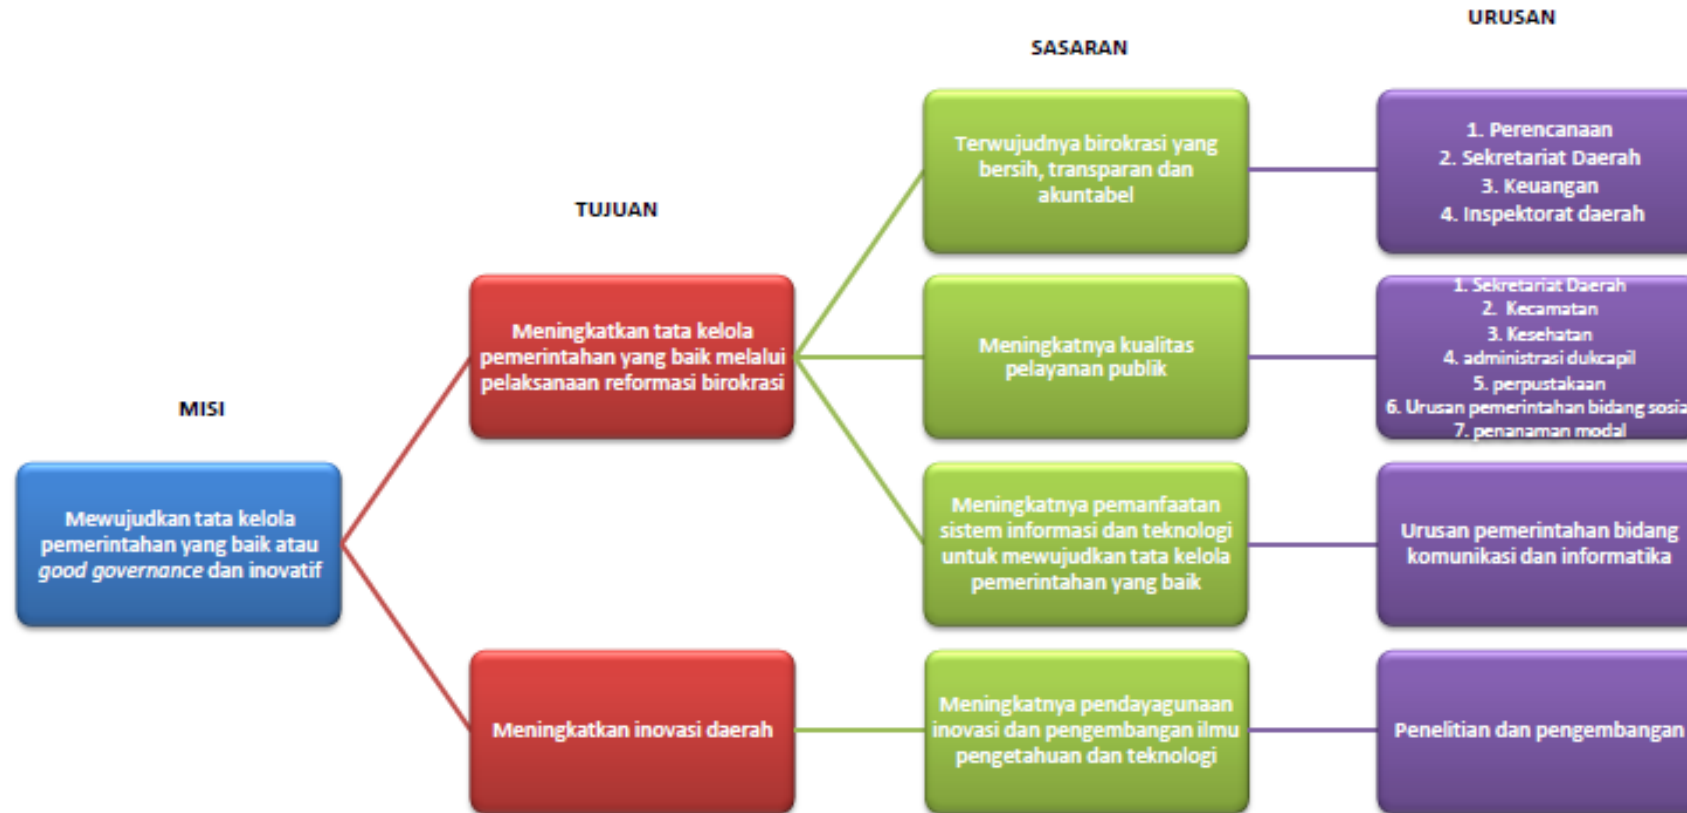 URUSAN
SASARAN
TUJUAN
MISI
Mewujudkan tata kelola
pemerintahan yang baik atau
good governance dan inovatif
Meningkatkan tata kelola
pemerintahan yang baik melalui
pelaksanaan reformasi birokrasi
Meningkatkan inovasi daerah
Terwujudnya birokrasi yang
bersih, transparan dan
akuntabel
Meningkatnya kualitas
pelayanan publik
Meningkatnya pemanfaatan
sistem informasi dan teknologi
untuk mewujudkan tata kelola
pemerintahan yang baik
Meningkatnya pendayagunaan
inovasi dan pengembangan ilmu
pengetahuan dan teknologi
1. Perencanaan
2. Sekretariat Daerah
3. Keuangan
4. Inspektorat daerah
1. Sekretariat Daerah
2. Kecamatan
3. Kesehatan
4. administrasi dukcapil
5. perpustakaan
6. Urusan pemerintahan bidang sosia
7. penanaman modal
Urusan pemerintahan bidang
komunikasi dan informatika
Penelitian dan pengembangan